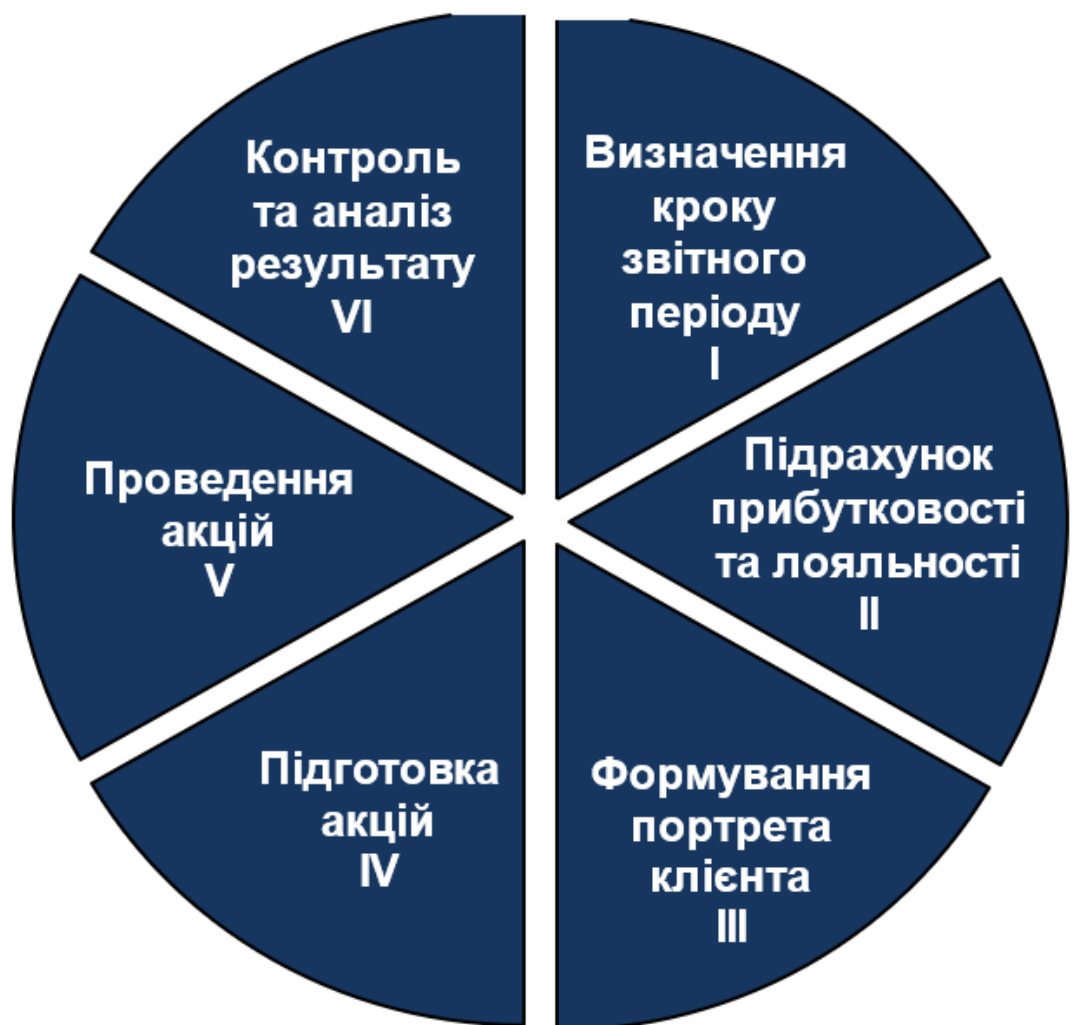 Визначення
кроку
звітного
періоду
I
Підрахунок
прибутковості
та лояльності
II
Формування
портрета
клієнта
III
Підготовка
акцій
IV
Проведення
акцій
V
Контроль
та аналіз
результату
VI